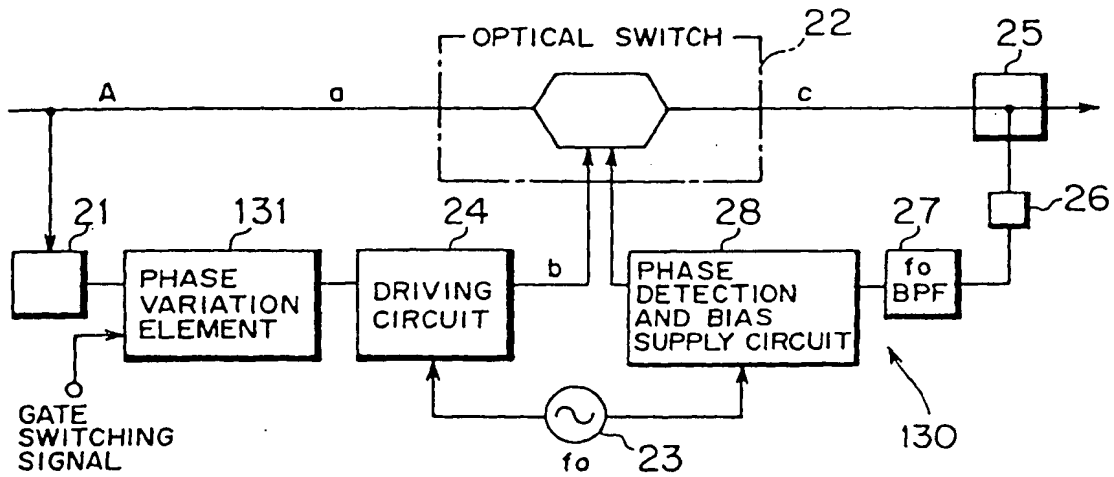 OPTICAL SWITCH
22
25
A
a
c
21
131
24
28
27
26
PHASE
VARIATION
ELEMENT
DRIVING
CIRCUIT
b
PHASE
DETECTION
AND BIAS
SUPPLY CIRCUIT
fo
BPF
GATE
SWITCHING
SIGNAL
fo
23
130